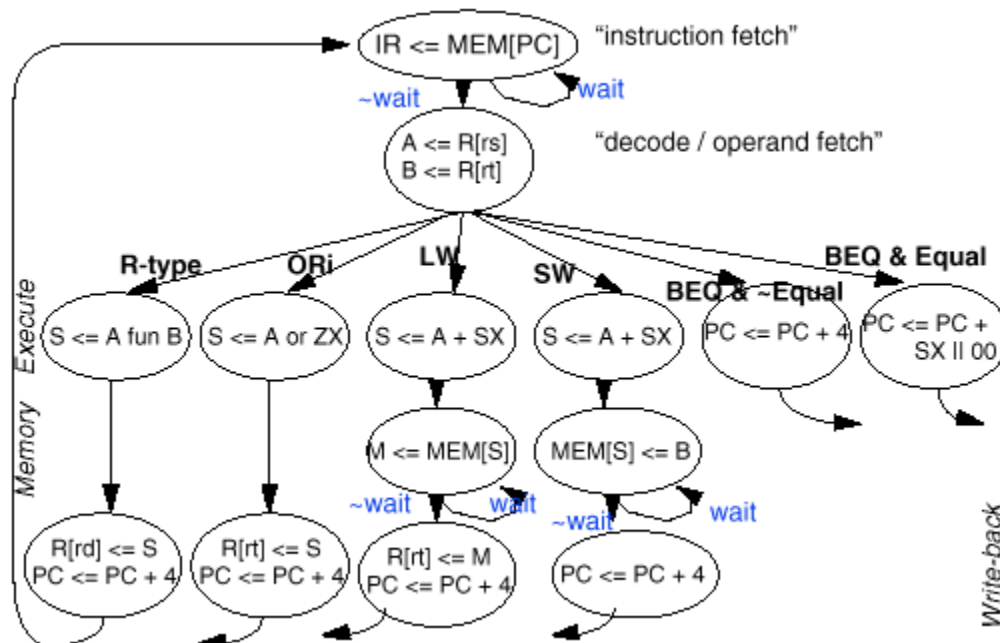 IR <= MEM[PC]
“instruction fetch”
~wait
wait
A <= R[rs]
B <= R[rt]
“decode / operand fetch”
R-type
ORi
LW
SW
BEQ & ~Equal
BEQ & Equal
Execute
S <= A fun B
S <= A or ZX
S <= A + SX
S <= A + SX
PC <= PC + 4
PC <= PC +
SX || 00
Memory
M <= MEM[S]
MEM[S] <= B
~wait
wait
~wait
wait
R[rd] <= S
PC <= PC + 4
R[rt] <= S
PC <= PC + 4
R[rt] <= M
PC <= PC + 4
PC <= PC + 4
Write-back